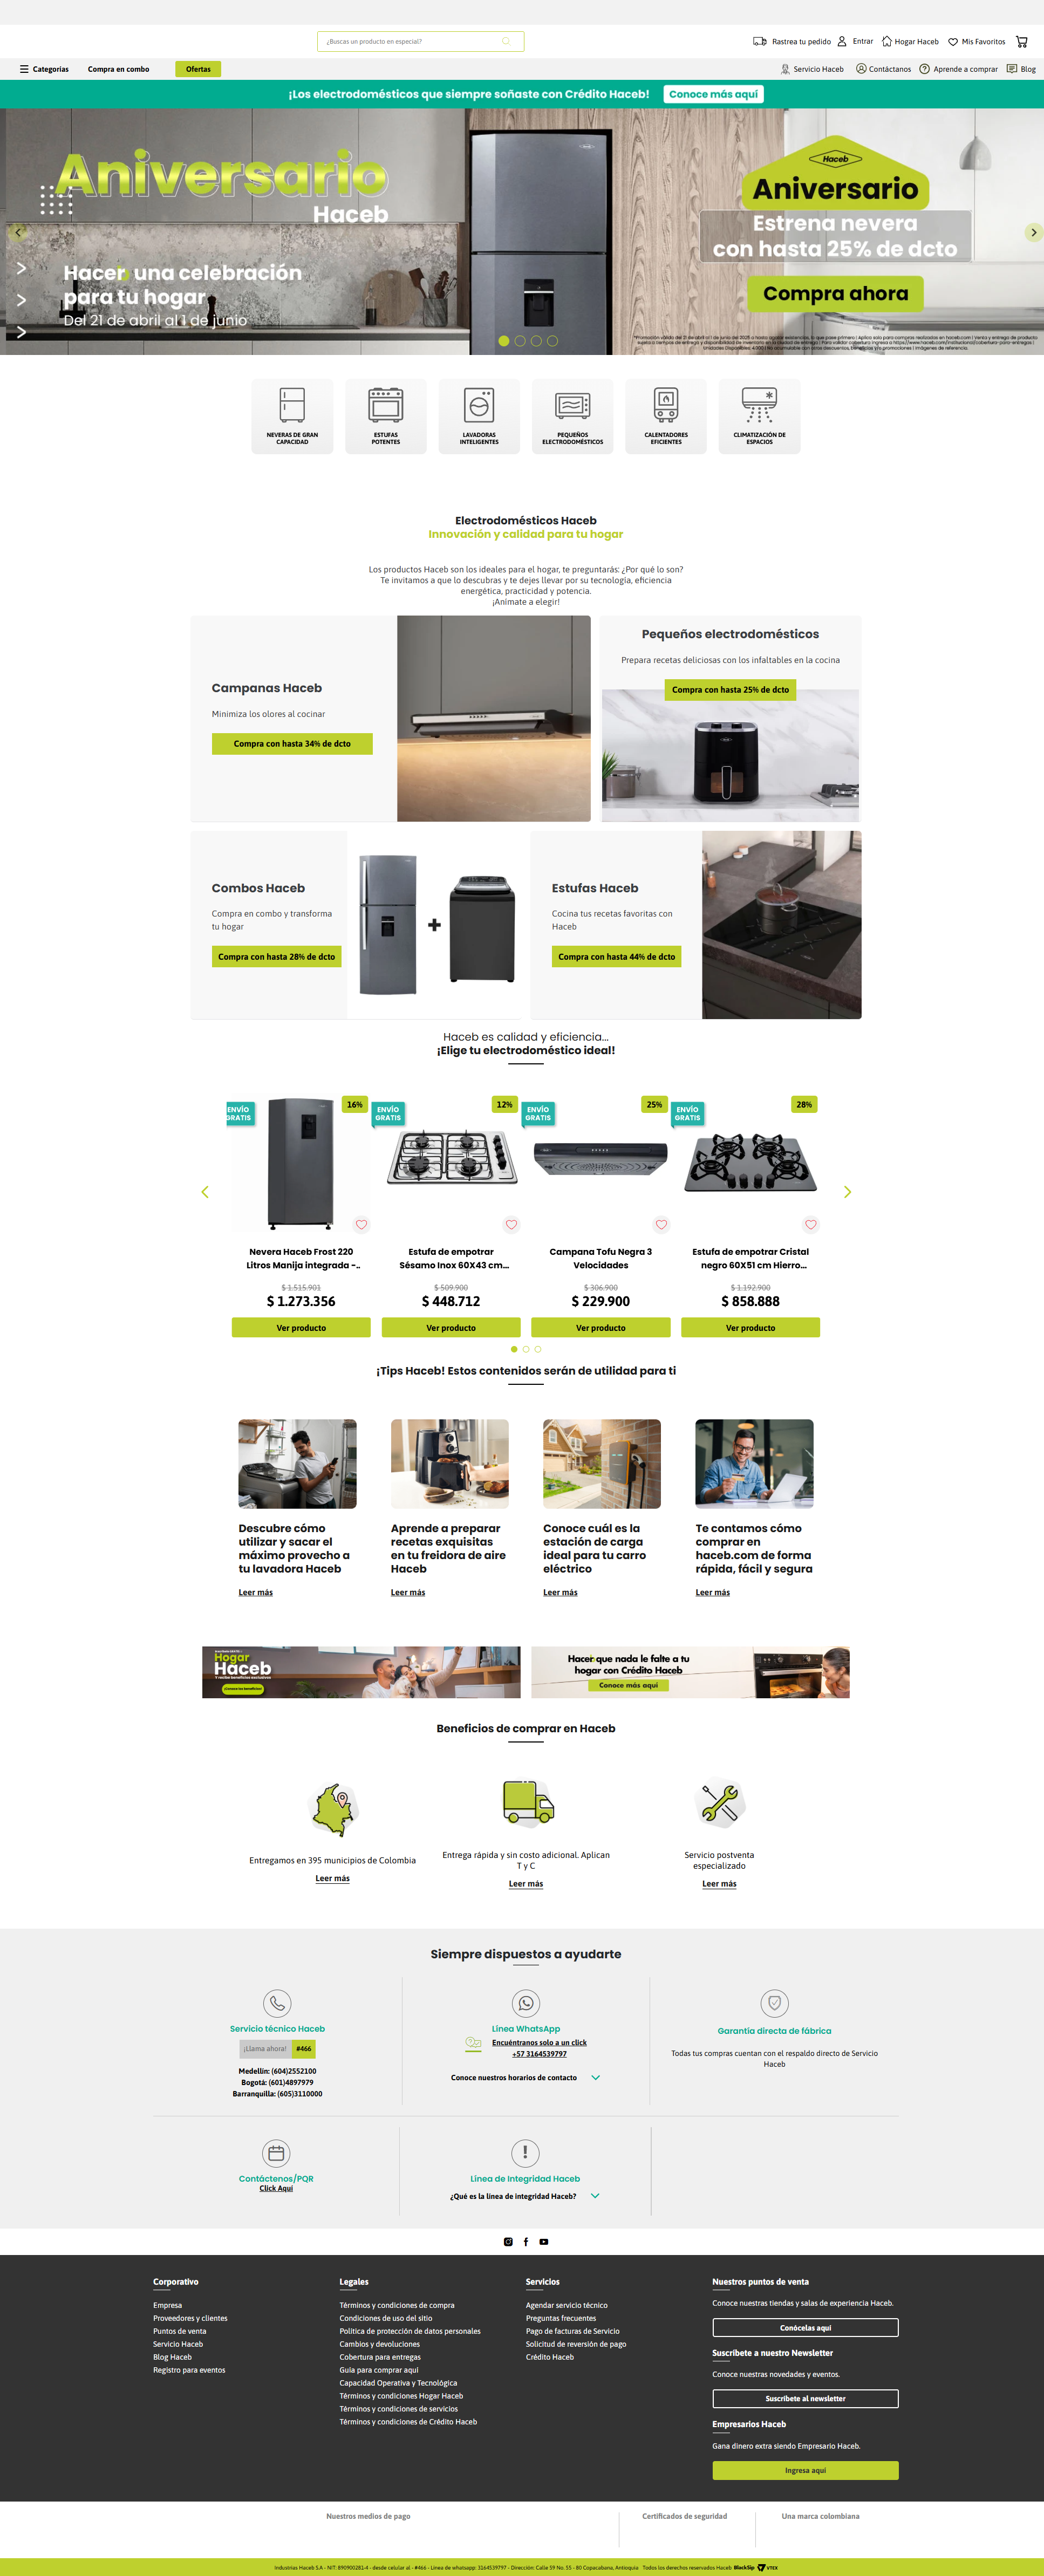 ¿Buscas un producto en especial?
Rastrea tu pedido
Entrar
Hogar Haceb
Mis Favoritos
Categorías
Compra en combo
Ofertas
Servicio Haceb
Contáctanos
Aprende a comprar
Blog
¡Los electrodomésticos que siempre soñaste con Crédito Haceb!
Conoce más aquí
Aniversario
Haceb
Hacer una celebración
para tu hogar
Del 21 de abril al 1 de junio
Haceb
Aniversario
Estrena nevera
con hasta 25% de dcto
Compra ahora
NEVERAS DE GRAN
CAPACIDAD
ESTUFAS
POTENTES
LAVADORAS
INTELIGENTES
PEQUEÑOS
ELECTRODOMÉSTICOS
CALENTADORES
EFICIENTES
CLIMATIZACIÓN DE
ESPACIOS
Electrodomésticos Haceb
Innovación y calidad para tu hogar
Los productos Haceb son los ideales para el hogar, te preguntarás: ¿Por qué lo son?
Te invitamos a que lo descubras y te dejes llevar por su tecnología, eficiencia
energética, practicidad y potencia.
¡Anímate a elegir!
Campanas Haceb
Minimiza los olores al cocinar
Compra con hasta 34% de dcto
Pequeños electrodomésticos
Prepara recetas deliciosas con los infaltables en la cocina
Compra con hasta 25% de dcto
Combos Haceb
Compra en combo y transforma
tu hogar
Compra con hasta 28% de dcto
Estufas Haceb
Cocina tus recetas favoritas con
Haceb
Compra con hasta 44% de dcto
Haceb es calidad y eficiencia...
¡Elige tu electrodoméstico ideal!
ENVÍO
GRATIS
16%
ENVÍO
GRATIS
12%
ENVÍO
GRATIS
25%
ENVÍO
GRATIS
28%
Nevera Haceb Frost 220
Litros Manija integrada -..
$ 1.515.901
$ 1.273.356
Ver producto
Estufa de empotrar
Sésamo Inox 60X43 cm...
$ 509.900
$ 448.712
Ver producto
Campana Tofu Negra 3
Velocidades
$ 306.900
$ 229.900
Ver producto
Estufa de empotrar Cristal
negro 60X51 cm Hierro...
$ 1.192.900
$ 858.888
Ver producto
¡Tips Haceb! Estos contenidos serán de utilidad para ti
Descubre cómo
utilizar y sacar el
máximo provecho a
tu lavadora Haceb
Leer más
Aprende a preparar
recetas exquisitas
en tu freidora de aire
Haceb
Leer más
Conoce cuál es la
estación de carga
ideal para tu carro
eléctrico
Leer más
Te contamos cómo
comprar en
haceb.com de forma
rápida, fácil y segura
Leer más
Hogar
Haceb
Hacer que nada le falte a tu
hogar con Crédito Haceb
Conoce más aquí
Beneficios de comprar en Haceb
Entregamos en 395 municipios de Colombia
Leer más
Entrega rápida y sin costo adicional. Aplican
T y C
Leer más
Servicio postventa
especializado
Leer más
Siempre dispuestos a ayudarte
Servicio técnico Haceb
¡Llama ahora! #466
Medellín: (604)2552100
Bogotá: (601)4897979
Barranquilla: (605)3110000
Línea WhatsApp
Encuéntranos solo a un click
+57 3164539797
Conoce nuestros horarios de contacto
Garantía directa de fábrica
Todas tus compras cuentan con el respaldo directo de Servicio
Haceb
Contáctenos/PQR
Click Aquí
Línea de Integridad Haceb
¿Qué es la línea de integridad Haceb?
Corporativo
Empresa
Proveedores y clientes
Puntos de venta
Servicio Haceb
Blog Haceb
Registro para eventos
Legales
Términos y condiciones de compra
Condiciones de uso del sitio
Política de protección de datos personales
Cambios y devoluciones
Cobertura para entregas
Guía para comprar aquí
Capacidad Operativa y Tecnológica
Términos y condiciones Hogar Haceb
Términos y condiciones de servicios
Términos y condiciones de Crédito Haceb
Servicios
Agendar servicio técnico
Preguntas frecuentes
Pago de facturas de Servicio
Solicitud de reversión de pago
Crédito Haceb
Nuestros puntos de venta
Conoce nuestras tiendas y salas de experiencia Haceb.
Conócelas aquí
Suscríbete a nuestro Newsletter
Conoce nuestras novedades y eventos.
Suscríbete al newsletter
Empresarios Haceb
Gana dinero extra siendo Empresario Haceb.
Ingresa aquí
Nuestros medios de pago
Certificados de seguridad
Una marca colombiana
Industrias Haceb S.A - NIT: 890900281-4 - desde celular al - #466 - Línea de whatsapp: 3164539797 - Dirección: Calle 59 No. 55 - 80 Copacabana, Antioquia Todos los derechos reservados Haceb BlackSip VTEX